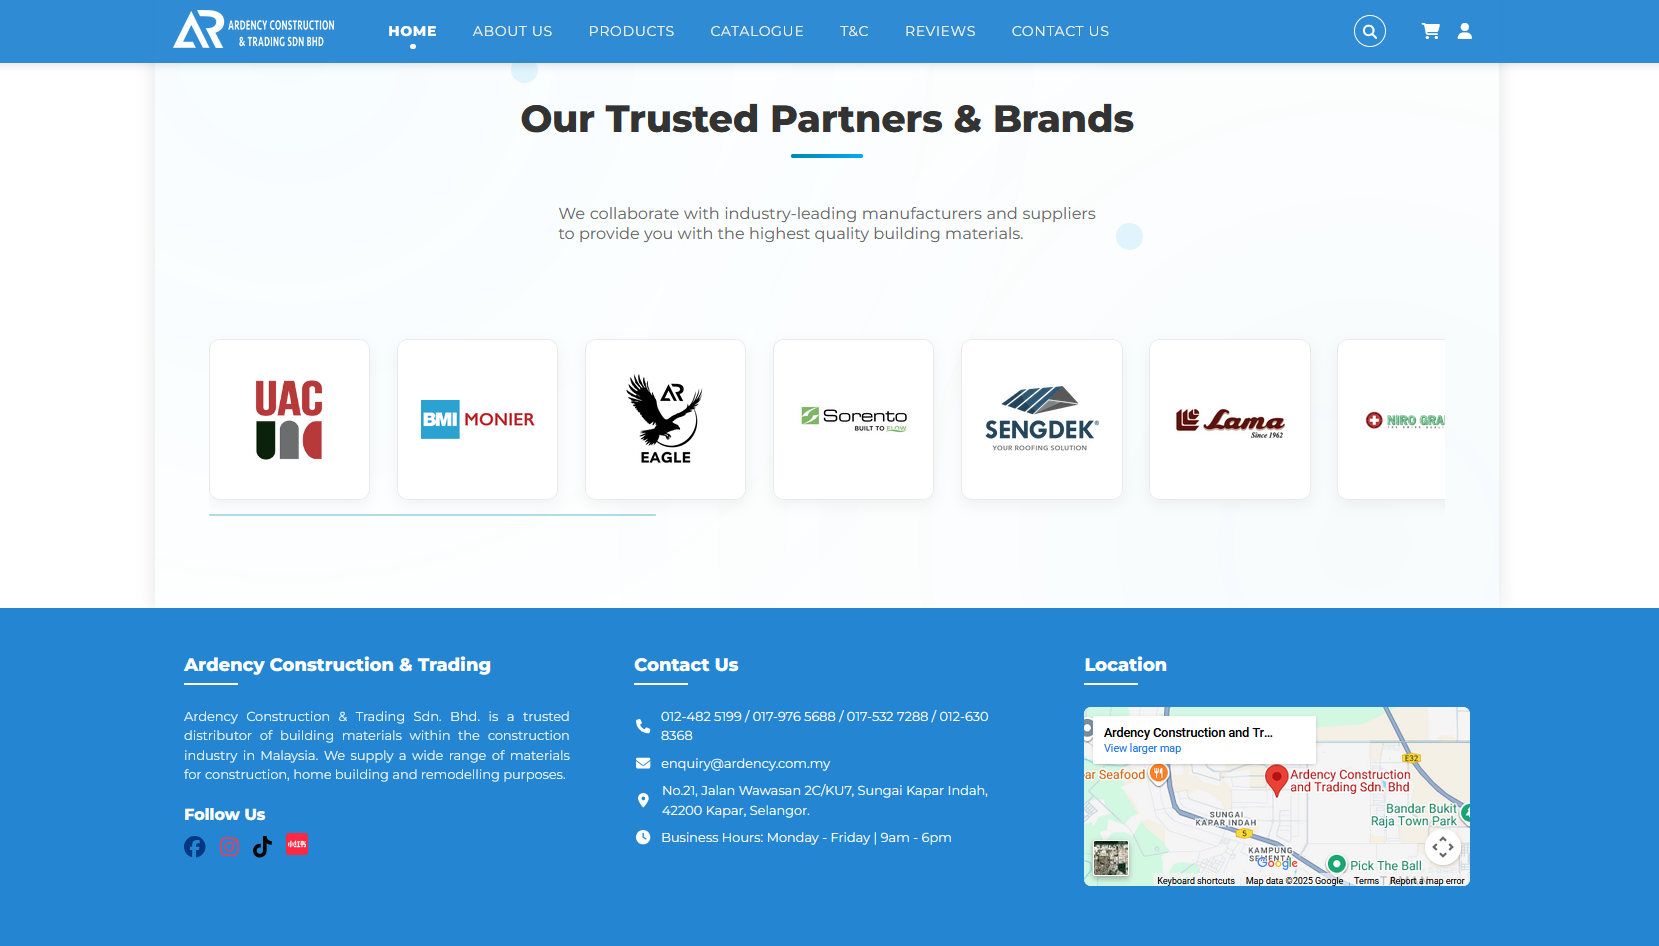 ARDENCY CONSTRUCTION
& TRADING SDN BHD
HOME
ABOUT US
PRODUCTS
CATALOGUE
T&C
REVIEWS
CONTACT US
Our Trusted Partners & Brands
We collaborate with industry-leading manufacturers and suppliers
to provide you with the highest quality building materials.
UAC
BMI MONIER
AR
EAGLE
Sorento
BUILT TO FLOW
SENGDEK®
YOUR ROOFING SOLUTION
Lama
Since 1962
NIRO GRA
Ardency Construction & Trading
Ardency Construction & Trading Sdn. Bhd. is a trusted
distributor of building materials within the construction
industry in Malaysia. We supply a wide range of materials
for construction, home building and remodelling purposes.
Follow Us
小红书
Contact Us
012-482 5199 / 017-976 5688 / 017-532 7288 / 012-630
8368
enquiry@ardency.com.my
No.21, Jalan Wawasan 2C/KU7, Sungai Kapar Indah,
42200 Kapar, Selangor.
Business Hours: Monday - Friday | 9am - 6pm
Location
Ardency Construction and Tr...
View larger map
ar Seafood
E32
Ardency Construction
and Trading Sdn. Bhd
Bandar Bukit
Raja Town Park
SUNGAI
KAPAR INDAH
5
KAMPUNG
SEMENTA
Google
Pick The Ball
Keyboard shortcuts
Map data ©2025 Google
Terms
Report a map error